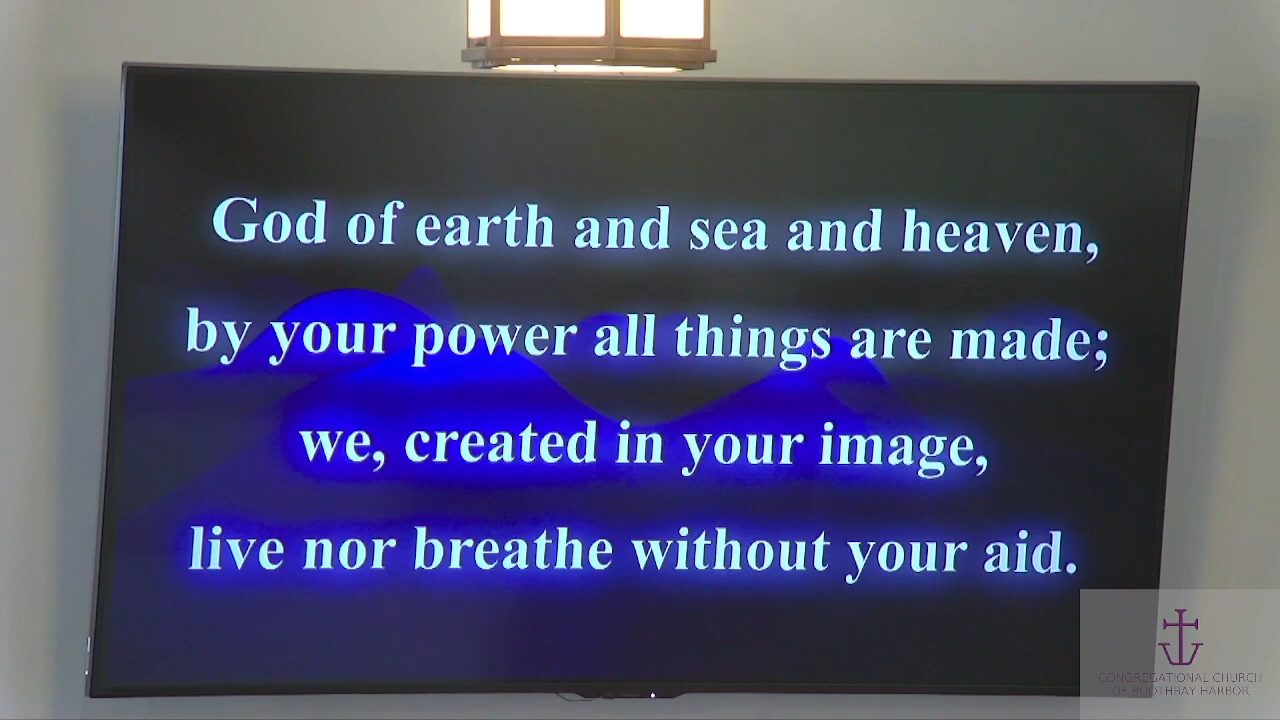 God of earth and sea and heaven,
by your power all things are made;
we, created in your image,
live nor breathe without your aid.
CONGREGATIONAL CHURCH
OF BOOTHBAY HARBOR